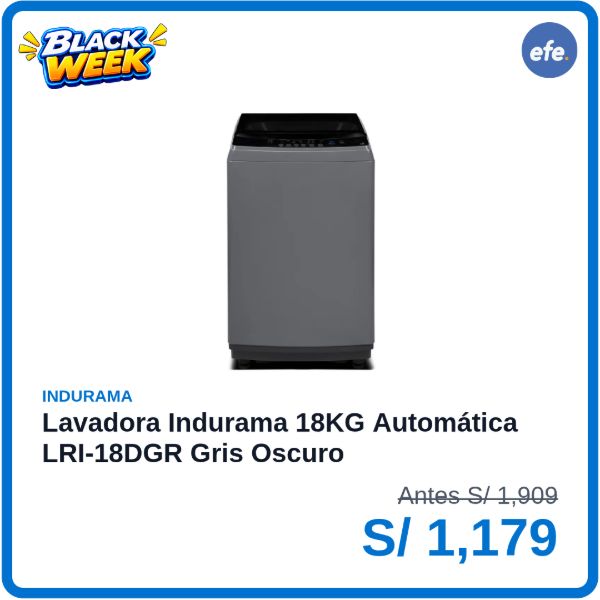 BLACK
WEEK
efe.
INDURAMA
Lavadora Indurama 18KG Automática
LRI-18DGR Gris Oscuro
Antes S/ 1,909
S/ 1,179